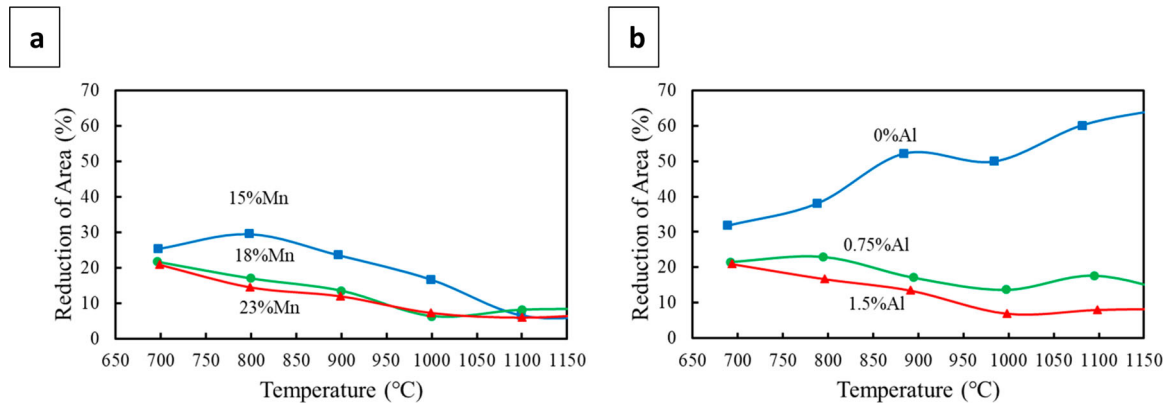 a
b
70
60
50
40
30
20
10
0
Reduction of Area (%)
15%Mn
18%Mn
23%Mn
650 700 750 800 850 900 950 1000 1050 1100 1150
Temperature (°C)
70
60
50
40
30
20
10
0
Reduction of Area (%)
0%Al
0.75%Al
1.5%Al
650 700 750 800 850 900 950 1000 1050 1100 1150
Temperature (°C)